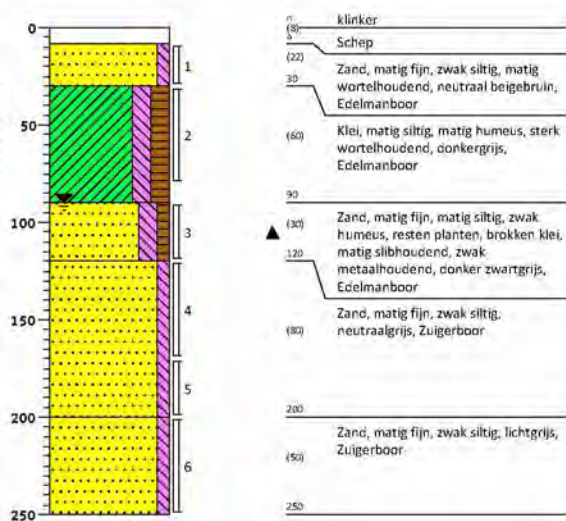 0
50
100
150
200
250
1
2
3
4
5
6
0
klinker
(8)
8
Schep
(22)
Zand, matig fijn, zwak siltig, matig
30
wortelhoudend, neutraal beigebruin,
Edelmanboor
(60)
Klei, matig siltig, matig humeus, sterk
wortelhoudend, donkergrijs,
Edelmanboor
90
(30)
Zand, matig fijn, matig siltig, zwak
humeus, resten planten, brokken klei,
matig slibhoudend, zwak
120
metaalhoudend, donker zwartgrijs,
Edelmanboor
Zand, matig fijn, zwak siltig,
(80)
neutraalgrijs, Zuigerboor
200
Zand, matig fijn, zwak siltig, lichtgrijs,
(50)
Zuigerboor
250